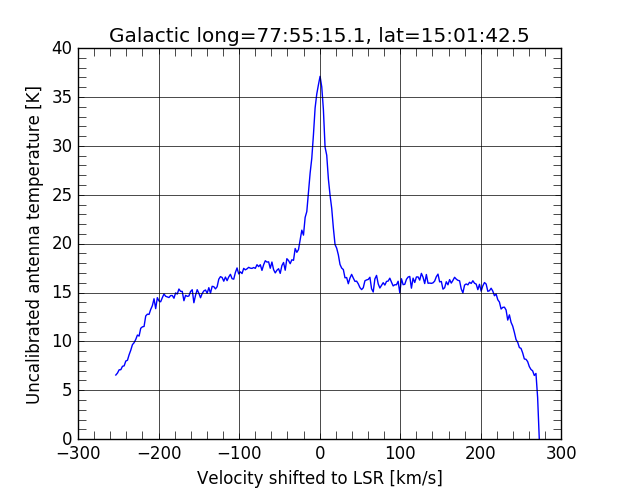 Galactic long=77:55:15.1, lat=15:01:42.5
Uncalibrated antenna temperature [K]
40
35
30
25
20
15
10
5
0
−300 −200 −100 0 100 200 300
Velocity shifted to LSR [km/s]